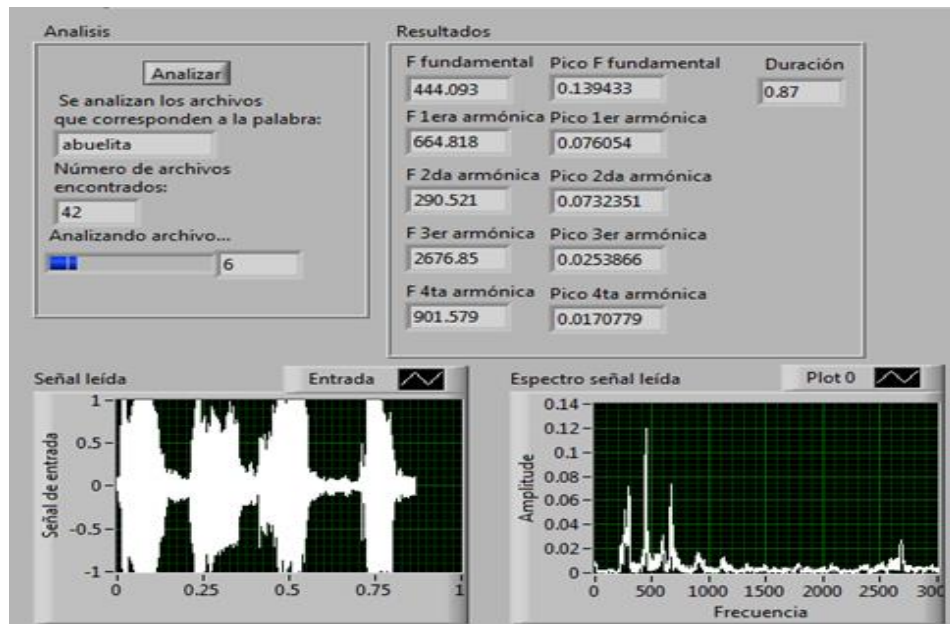 Analisis
Analizar
Se analizan los archivos
que corresponden a la palabra:
abuelita
Número de archivos
encontrados:
42
Analizando archivo...
6
Resultados
F fundamental Pico F fundamental Duración
444.093 0.139433 0.87
F 1era armónica Pico 1er armónica
664.818 0.076054
F 2da armónica Pico 2da armónica
290.521 0.0732351
F 3er armónica Pico 3er armónica
2676.85 0.0253866
F 4ta armónica Pico 4ta armónica
901.579 0.0170779
Señal leída Entrada
Señal de entrada
1
0.5
0
-0.5
-1
0 0.25 0.5 0.75 1
Espectro señal leída Plot 0
Amplitude
0.14
0.12
0.1
0.08
0.06
0.04
0.02
0
0 500 1000 1500 2000 2500 300
Frecuencia